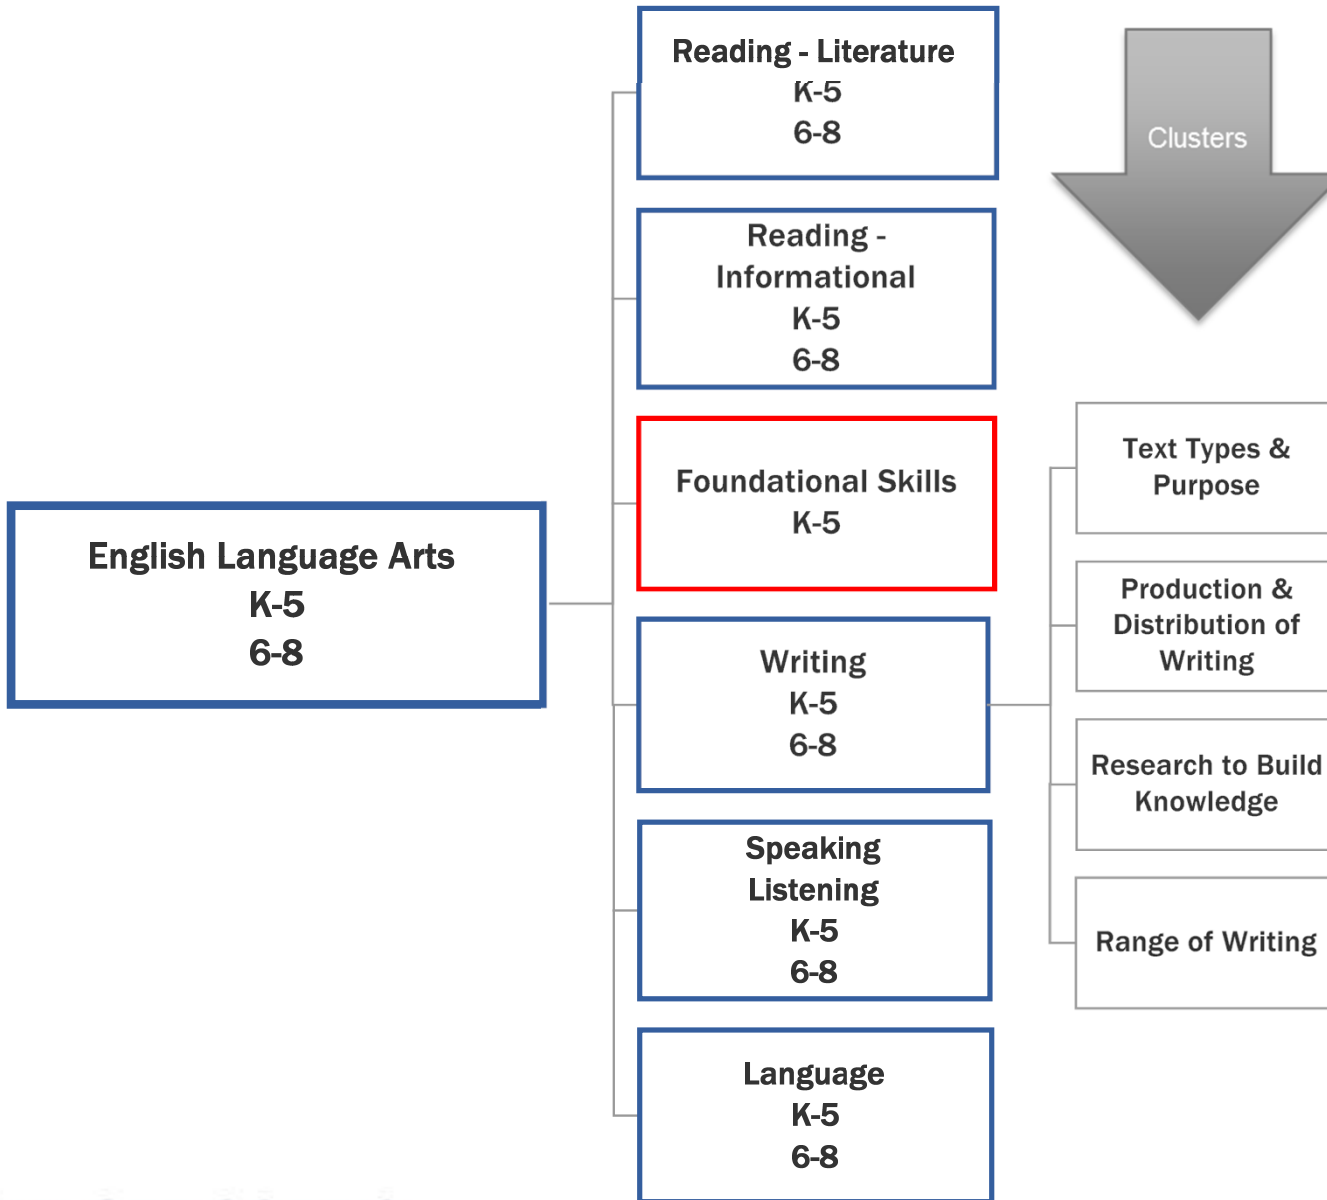 English Language Arts
K-5
6-8
Reading - Literature
K-5
6-8
Reading -
Informational
K-5
6-8
Foundational Skills
K-5
Writing
K-5
6-8
Speaking
Listening
K-5
6-8
Language
K-5
6-8
Clusters
Text Types &
Purpose
Production &
Distribution of
Writing
Research to Build
Knowledge
Range of Writing